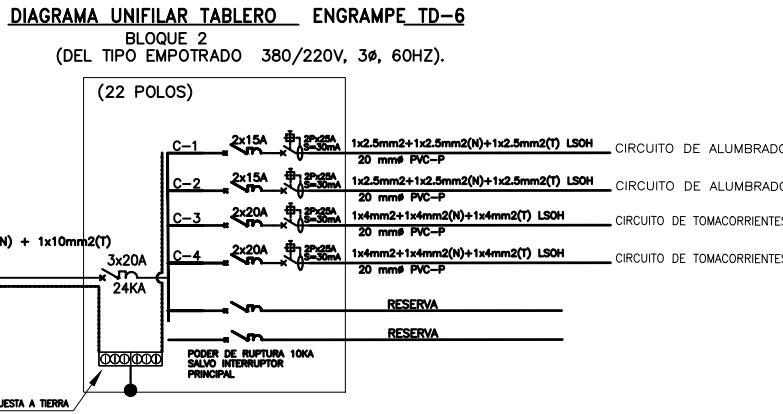 DIAGRAMA UNIFILAR TABLERO ENGRAMPE TD-6
BLOQUE 2
(DEL TIPO EMPOTRADO 380/220V, 3ø, 60HZ).
(22 POLOS)
C-1 2x15A 2Px25A S=30mA 1x2.5mm2+1x2.5mm2(N)+1x2.5mm2(T) LSOH CIRCUITO DE ALUMBRADO
20 mmø PVC-P
C-2 2x15A 2Px25A S=30mA 1x2.5mm2+1x2.5mm2(N)+1x2.5mm2(T) LSOH CIRCUITO DE ALUMBRADO
20 mmø PVC-P
C-3 2x20A 2Px25A S=30mA 1x4mm2+1x4mm2(N)+1x4mm2(T) LSOH CIRCUITO DE TOMACORRIENTES
20 mmø PVC-P
N) + 1x10mm2(T)
C-4 2x20A 2Px25A S=30mA 1x4mm2+1x4mm2(N)+1x4mm2(T) LSOH CIRCUITO DE TOMACORRIENTES
20 mmø PVC-P
3x20A
24KA
RESERVA
RESERVA
PODER DE RUPTURA 10KA
SALVO INTERRUPTOR
PRINCIPAL
UESTA A TIERRA